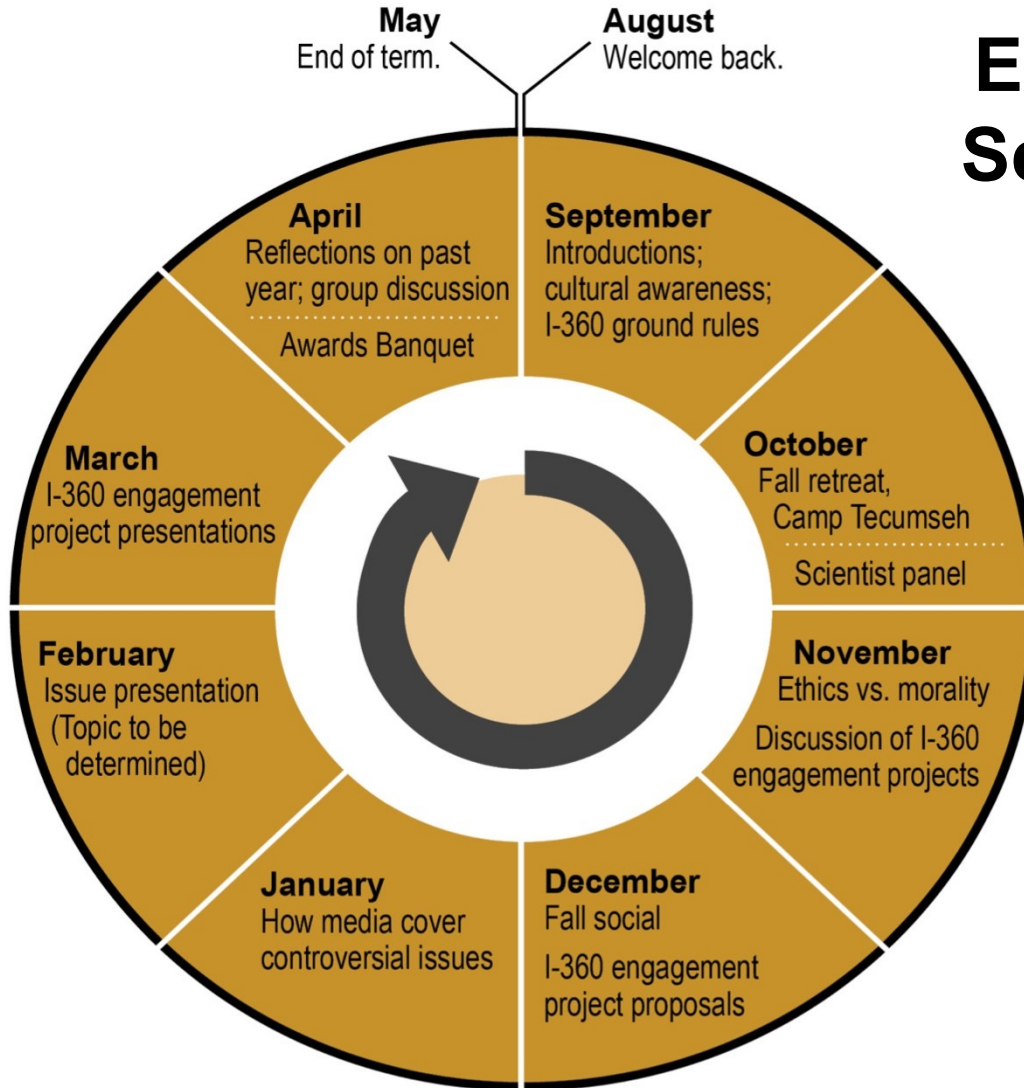 May
End of term.
August
Welcome back.
E
So
April
Reflections on past
year; group discussion
Awards Banquet
September
Introductions;
cultural awareness;
I-360 ground rules
October
Fall retreat,
Camp Tecumseh
Scientist panel
November
Ethics vs. morality
Discussion of I-360
engagement projects
December
Fall social
I-360 engagement
project proposals
January
How media cover
controversial issues
February
Issue presentation
(Topic to be
determined)
March
I-360 engagement
project presentations